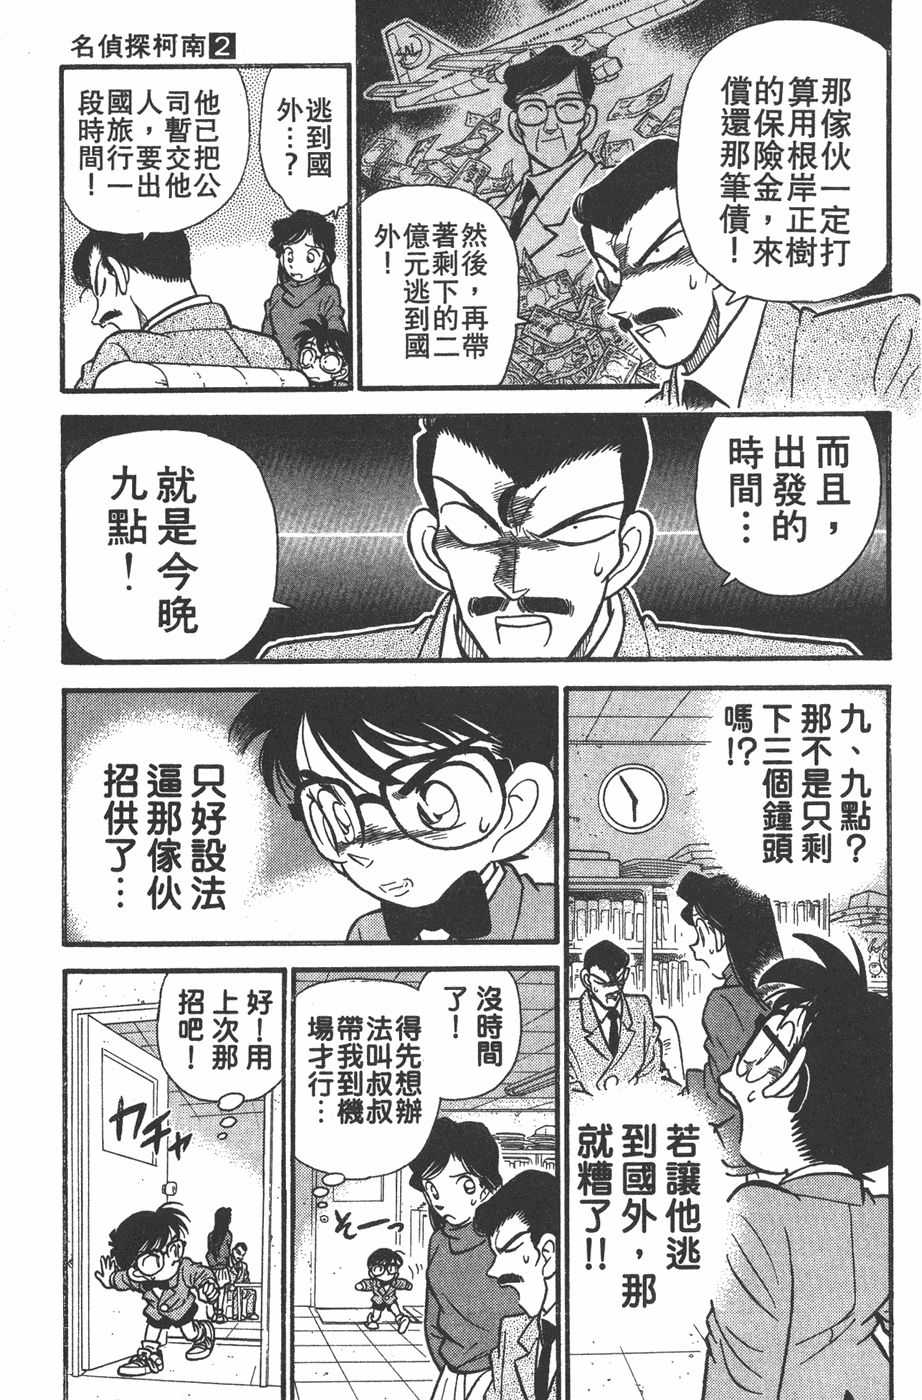 名偵探柯南2
那傢伙一定打
算用根岸正樹
的保險金，來
償還那筆債！
然後，再帶
著剩下的二
億元逃到國
外！
逃到國
外…？
他已把公
司暫交他
人，要出
國旅行一
段時間！
而且，
出發的
時間…
就是今晚
九點！
九、九點？
那不是只剩
下三個鐘頭
嗎!?
若讓他逃
到國外，那
就糟了!!
只好設法
逼那傢伙
招供了…
沒時間
了！
得先想辦
法叫叔叔
帶我到機
場才行…
そーっ
好！用
上次那
招吧！
カチャ